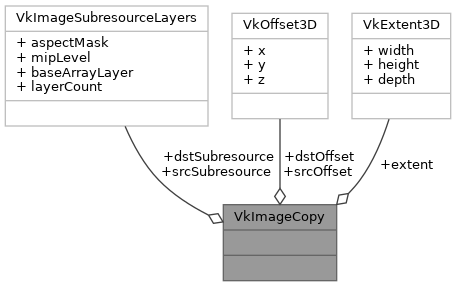 VkImageSubresourceLayers
+ aspectMask
+ mipLevel
+ baseArrayLayer
+ layerCount
VkOffset3D
+ x
+ y
+ z
VkExtent3D
+ width
+ height
+ depth
+dstSubresource
+srcSubresource
+dstOffset
+srcOffset
+extent
VkImageCopy